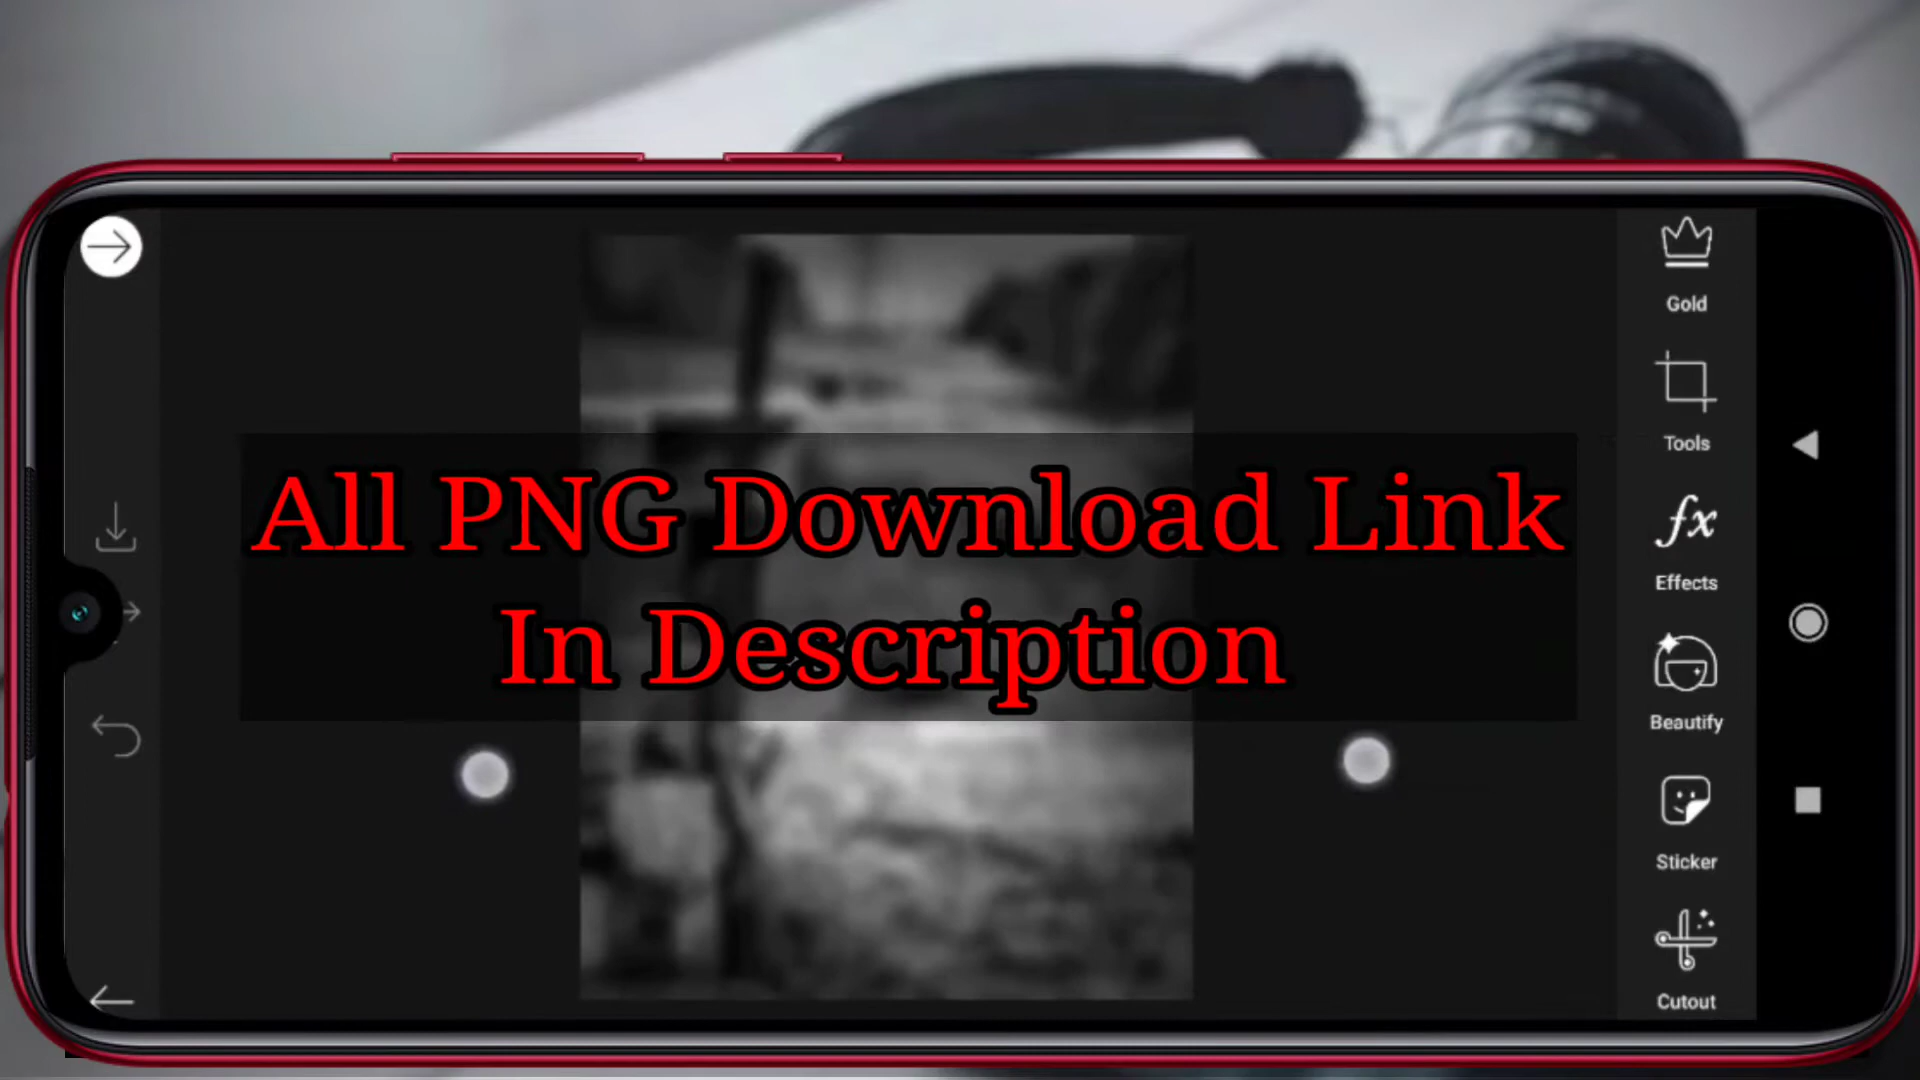 Gold
Tools
All PNG Download Link
In Description
fx
Effects
Beautify
Sticker
Cutout